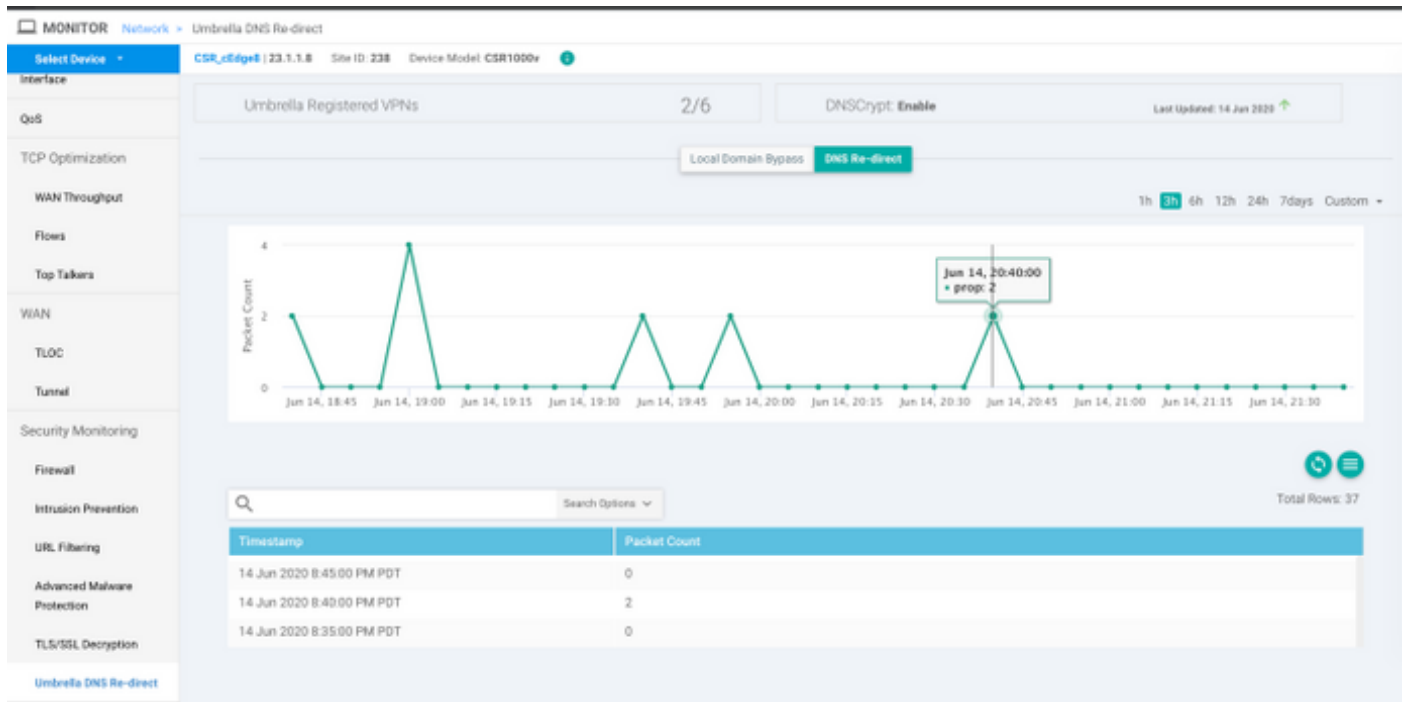 MONITOR Network > Umbrella DNS Re-direct
Select Device
CSR_cEdge8 | 23.1.1.8 Site ID: 238 Device Model: CSR1000v
Interface
QoS
TCP Optimization
WAN Throughput
Flows
Top Talkers
WAN
TLOC
Tunnel
Security Monitoring
Firewall
Intrusion Prevention
URL Filtering
Advanced Malware
Protection
TLS/SSL Decryption
Umbrella DNS Re-direct
Umbrella Registered VPNs 2/6
DNSCrypt: Enable
Last Updated: 14 Jun 2020
Local Domain Bypass DNS Re-direct
1h 3h 6h 12h 24h 7days Custom
Packet Count
4
2
0
Jun 14, 20:40:00
• prop: 2
Jun 14, 18:45 Jun 14, 19:00 Jun 14, 19:15 Jun 14, 19:30 Jun 14, 19:45 Jun 14, 20:00 Jun 14, 20:15 Jun 14, 20:30 Jun 14, 20:45 Jun 14, 21:00 Jun 14, 21:15 Jun 14, 21:30
Search Options
Total Rows: 37
Timestamp Packet Count
14 Jun 2020 8:45:00 PM PDT 0
14 Jun 2020 8:40:00 PM PDT 2
14 Jun 2020 8:35:00 PM PDT 0